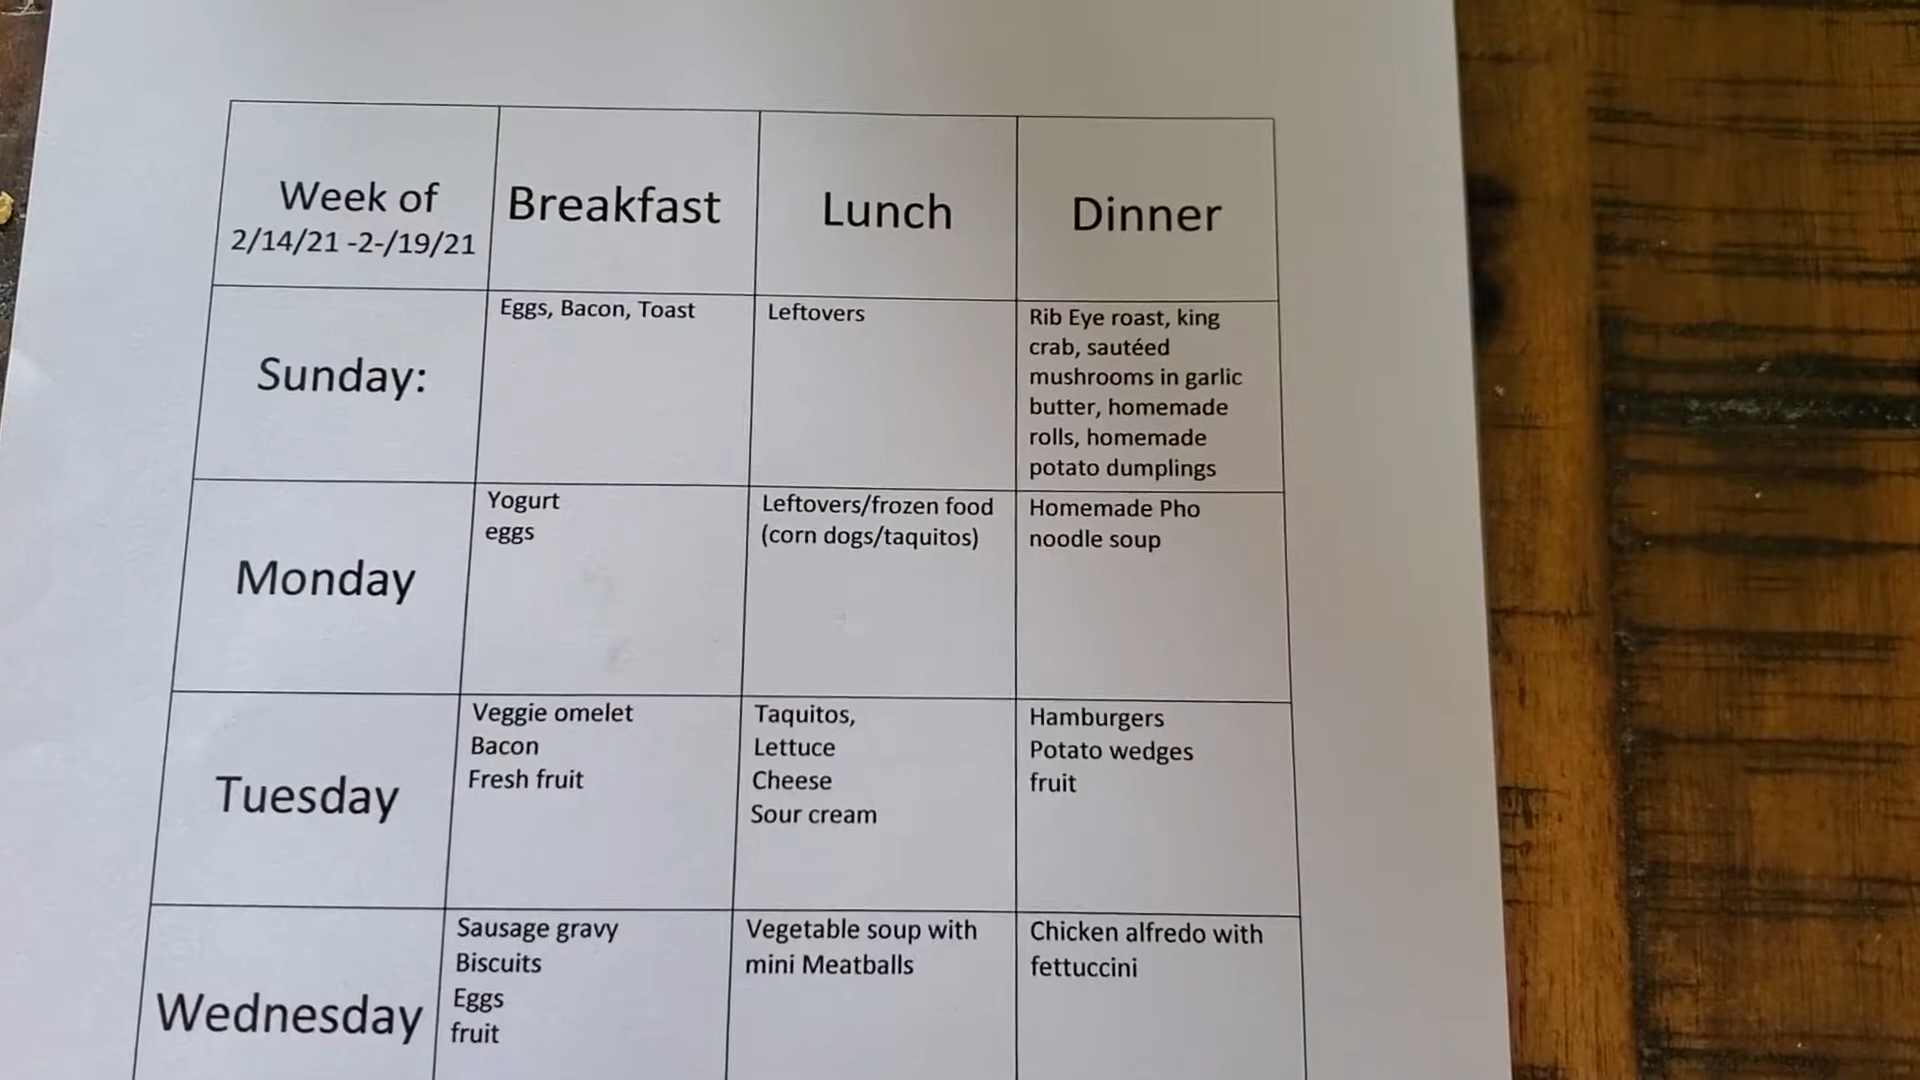 Week of
2/14/21 -2-/19/21
Breakfast
Lunch
Dinner
Sunday:
Eggs, Bacon, Toast
Leftovers
Rib Eye roast, king
crab, sautéed
mushrooms in garlic
butter, homemade
rolls, homemade
potato dumplings
Monday
Yogurt
eggs
Leftovers/frozen food
(corn dogs/taquitos)
Homemade Pho
noodle soup
Tuesday
Veggie omelet
Bacon
Fresh fruit
Taquitos,
Lettuce
Cheese
Sour cream
Hamburgers
Potato wedges
fruit
Wednesday
Sausage gravy
Biscuits
Eggs
fruit
Vegetable soup with
mini Meatballs
Chicken alfredo with
fettuccini